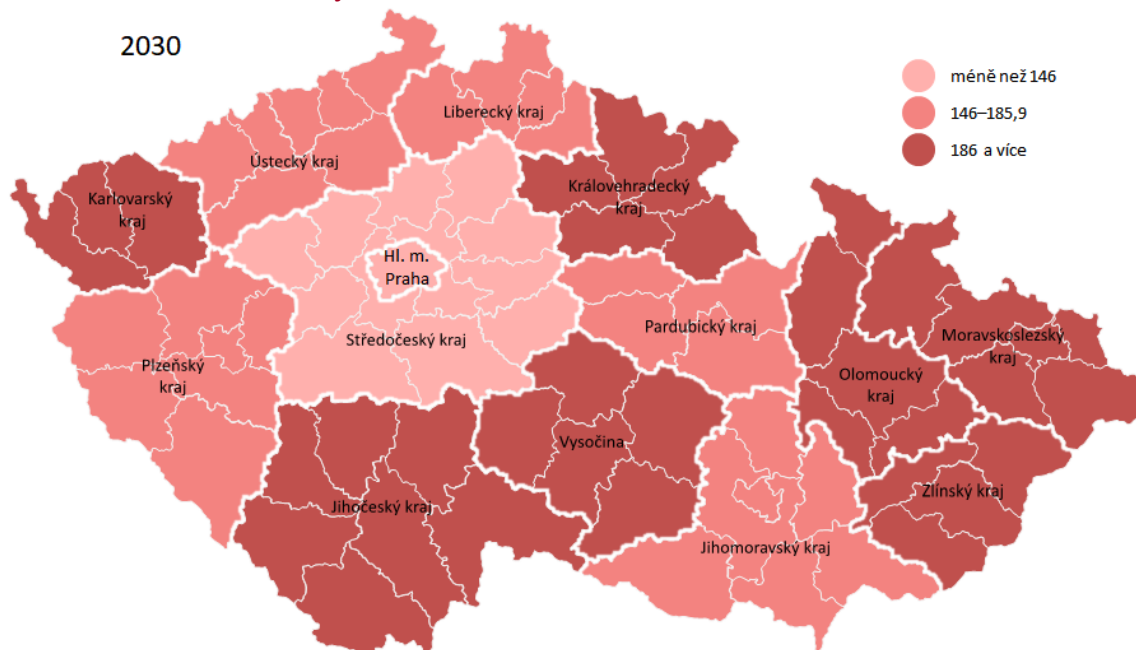 2030
méně než 146
146–185,9
186 a více
Liberecký kraj
Ústecký kraj
Karlovarský
kraj
Královehradecký
kraj
Hl. m.
Praha
Středočeský kraj
Pardubický kraj
Moravskoslezský
kraj
Plzeňský
kraj
Olomoucký
kraj
Vysočina
Zlínský kraj
Jihočeský kraj
Jihomoravský kraj